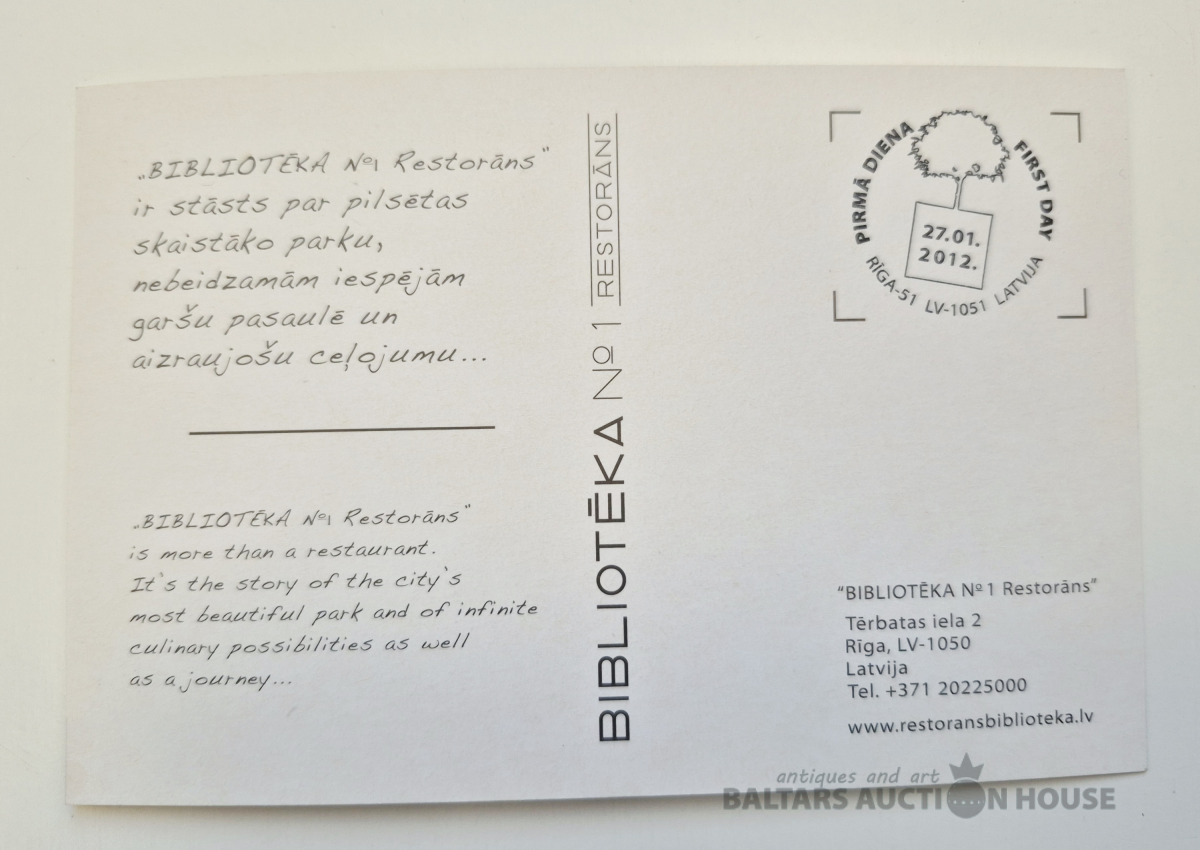 „BIBLIOTĒKA Nº1 Restorāns"
ir stāsts par pilsētas
skaistāko parku,
nebeidzamām iespējām
garšu pasaulē un
aizraujošu ceļojumu...
„BIBLIOTĒKA Nº1 Restorāns"
is more than a restaurant.
It`s the story of the city`s
most beautiful park and of infinite
culinary possibilities as well
as a journey...
BIBLIOTĒKA Nº 1 RESTORĀNS
PIRMĀ DIENA
FIRST DAY
27.01.
2012.
RĪGA-51 LV-1051 LATVIJA
"BIBLIOTĒKA Nº 1 Restorāns"
Tērbatas iela 2
Rīga, LV-1050
Latvija
Tel. +371 20225000
www.restoransbiblioteka.lv
antiques and art
BALTARS AUCTION HOUSE